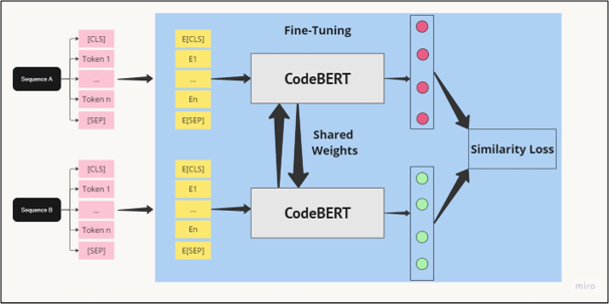 Fine-Tuning
Sequence A
[CLS]
Token 1
...
Token n
[SEP]
E[CLS]
E1
...
En
E[SEP]
CodeBERT
Shared
Weights
Similarity Loss
Sequence B
[CLS]
Token 1
...
Token n
[SEP]
E[CLS]
E1
...
En
E[SEP]
CodeBERT
miro